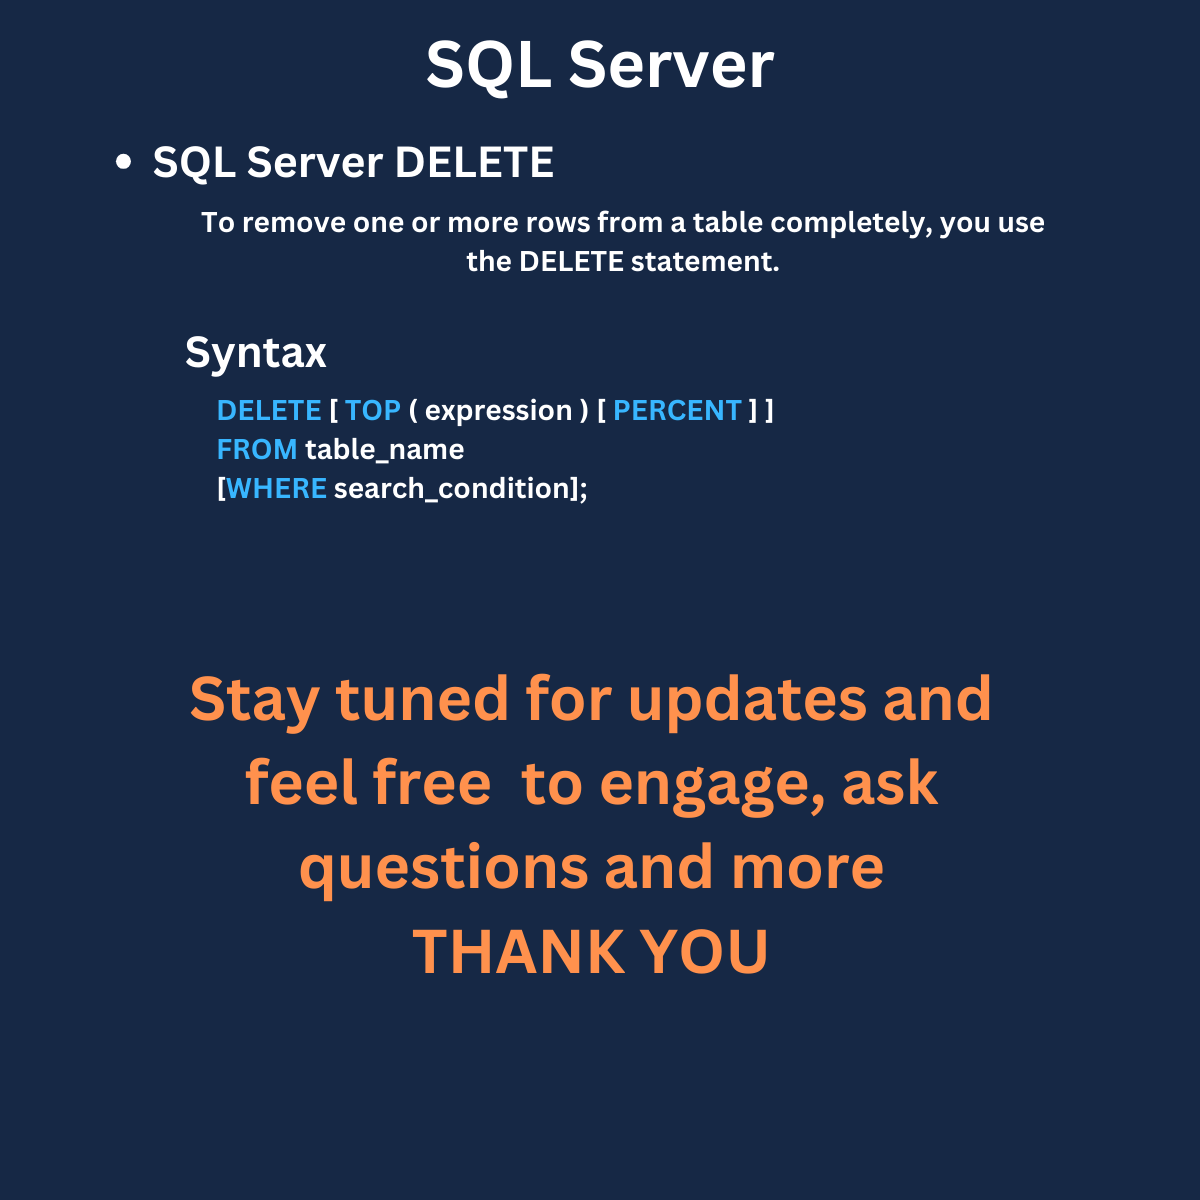 SQL Server
• SQL Server DELETE
To remove one or more rows from a table completely, you use
the DELETE statement.
Syntax
DELETE [ TOP ( expression ) [ PERCENT ] ]
FROM table_name
[WHERE search_condition];
Stay tuned for updates and
feel free  to engage, ask
questions and more
THANK YOU